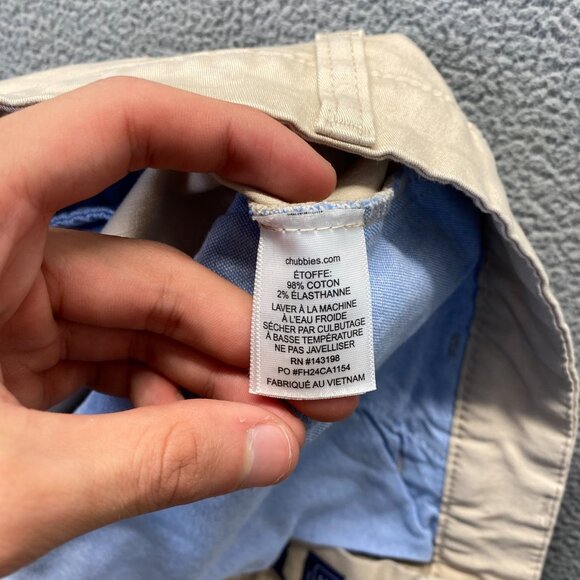 chubbies.com
ÉTOFFE:
98% COTON
2% ÉLASTHANNE
LAVER À LA MACHINE
À L'EAU FROIDE
SÉCHER PAR CULBUTAGE
À BASSE TEMPÉRATURE
NE PAS JAVELLISER
RN #143198
PO #FH24CA1154
FABRIQUÉ AU VIETNAM